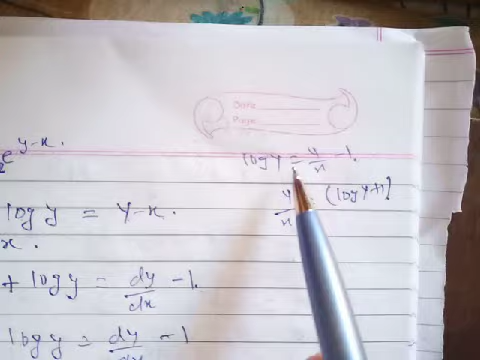 Date
Page
e^{y-x}.
log y = y/x - 1.
log y = y-x.
y/x (log y+1]
x.
+ log y = dy/dx - 1.
log y = dy/dx - 1